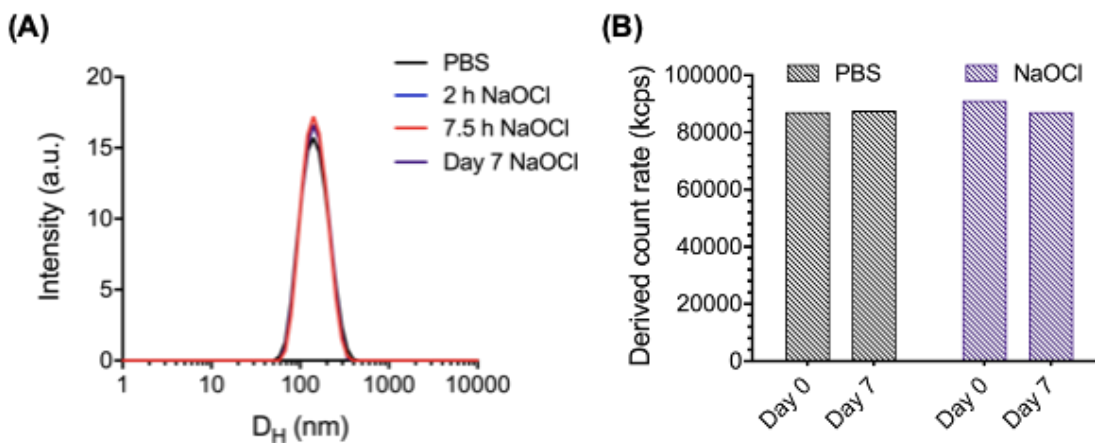 (A)
PBS
2 h NaOCl
7.5 h NaOCl
Day 7 NaOCl
20
15
10
5
0
Intensity (a.u.)
1 10 100 1000 10000
D_H (nm)
(B)
PBS NaOCl
100000
80000
60000
40000
20000
0
Derived count rate (kcps)
Day 0 Day 7 Day 0 Day 7